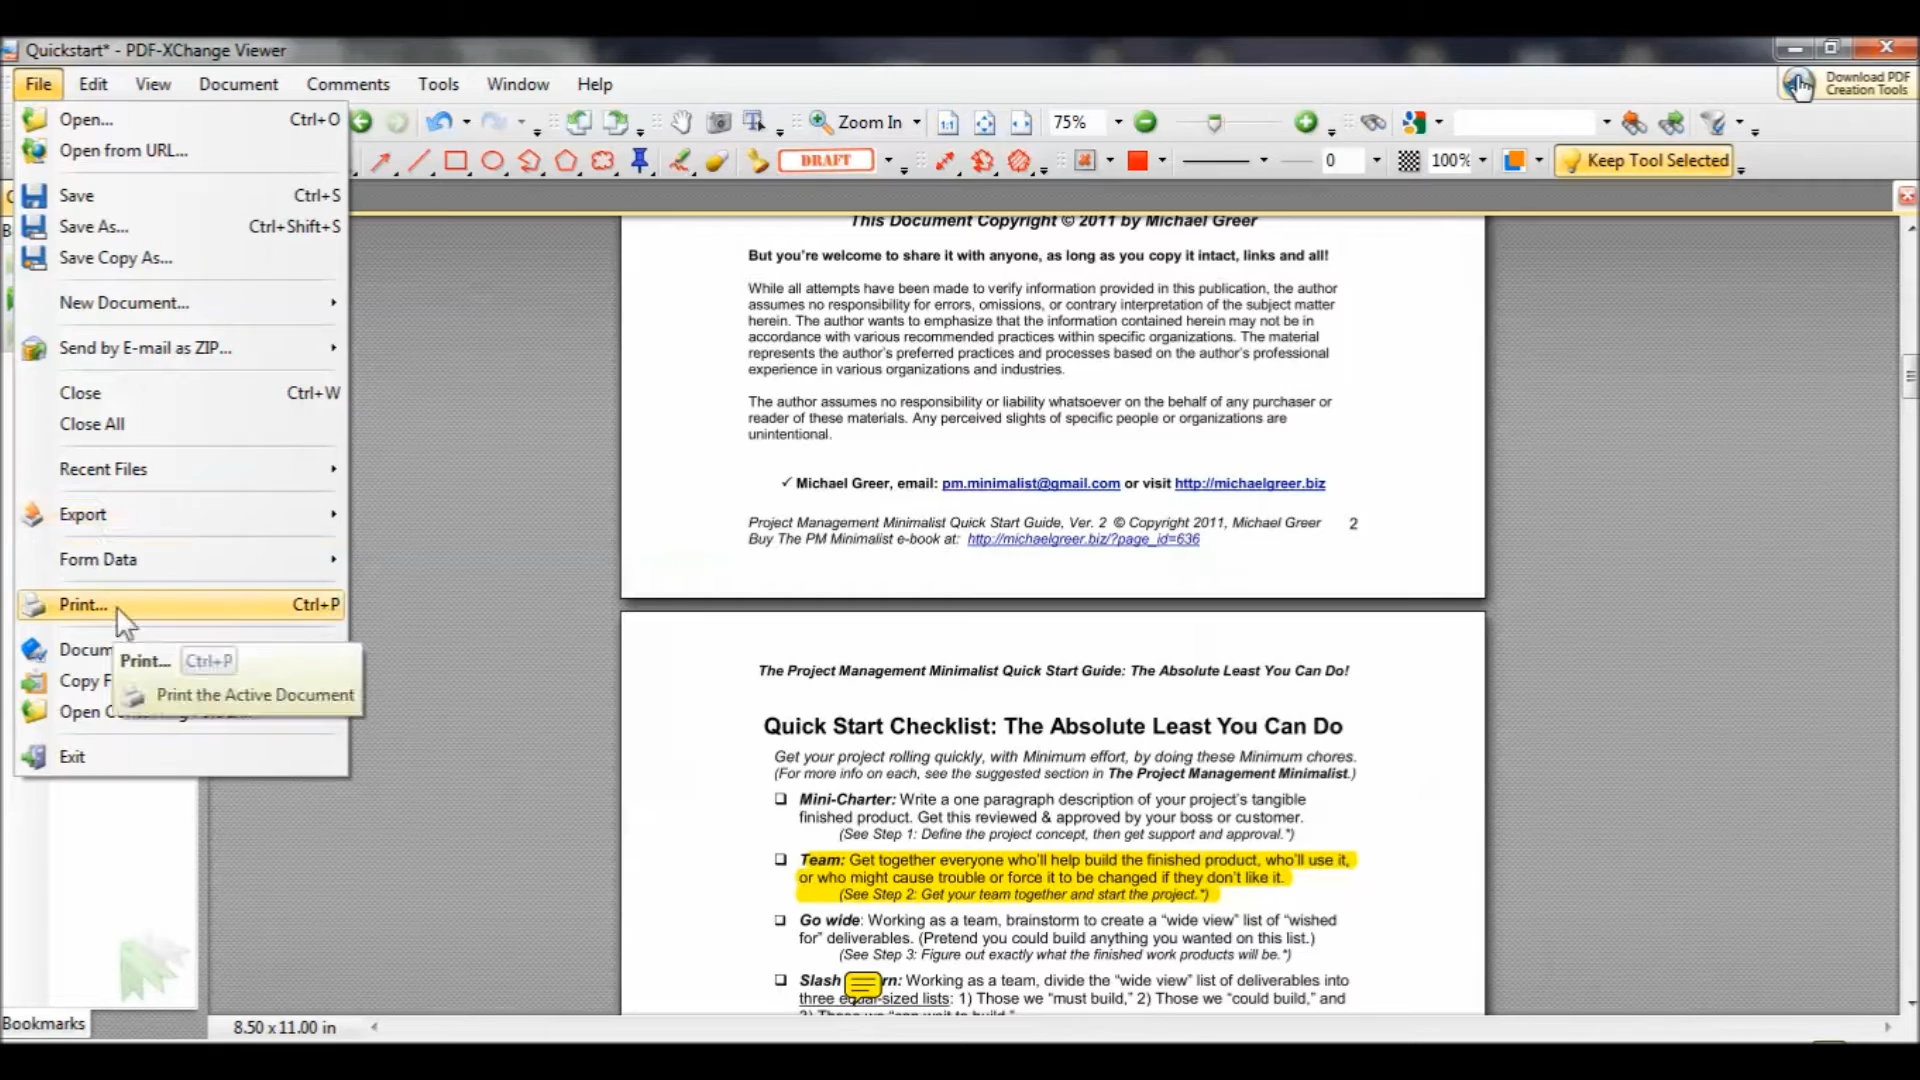 Quickstart* - PDF-XChange Viewer
File Edit View Document Comments Tools Window Help
Download PDF
Creation Tools
Open... Ctrl+O
Open from URL...
Save Ctrl+S
Save As... Ctrl+Shift+S
Save Copy As...
New Document...
Send by E-mail as ZIP...
Close Ctrl+W
Close All
Recent Files
Export
Form Data
Print... Ctrl+P
Docum
Copy F
Open C
Exit
Print... Ctrl+P
Print the Active Document
Zoom In 75%
DRAFT 0 100% Keep Tool Selected
This Document Copyright © 2011 by Michael Greer
But you're welcome to share it with anyone, as long as you copy it intact, links and all!
While all attempts have been made to verify information provided in this publication, the author
assumes no responsibility for errors, omissions, or contrary interpretation of the subject matter
herein. The author wants to emphasize that the information contained herein may not be in
accordance with various recommended practices within specific organizations. The material
represents the author's preferred practices and processes based on the author's professional
experience in various organizations and industries.
The author assumes no responsibility or liability whatsoever on the behalf of any purchaser or
reader of these materials. Any perceived slights of specific people or organizations are
unintentional.
✓ Michael Greer, email: pm.minimalist@gmail.com or visit http://michaelgreer.biz
Project Management Minimalist Quick Start Guide, Ver. 2 © Copyright 2011, Michael Greer 2
Buy The PM Minimalist e-book at: http://michaelgreer.biz/?page_id=636
The Project Management Minimalist Quick Start Guide: The Absolute Least You Can Do!
Quick Start Checklist: The Absolute Least You Can Do
Get your project rolling quickly, with Minimum effort, by doing these Minimum chores.
(For more info on each, see the suggested section in The Project Management Minimalist.)
❑ Mini-Charter: Write a one paragraph description of your project's tangible
finished product. Get this reviewed & approved by your boss or customer.
(See Step 1: Define the project concept, then get support and approval.*)
❑ Team: Get together everyone who'll help build the finished product, who'll use it,
or who might cause trouble or force it to be changed if they don't like it.
(See Step 2: Get your team together and start the project.*)
❑ Go wide: Working as a team, brainstorm to create a "wide view" list of "wished
for" deliverables. (Pretend you could build anything you wanted on this list.)
(See Step 3: Figure out exactly what the finished work products will be.*)
❑ Slash rn: Working as a team, divide the "wide view" list of deliverables into
three equal-sized lists: 1) Those we "must build," 2) Those we "could build," and
Bookmarks
8.50 x 11.00 in